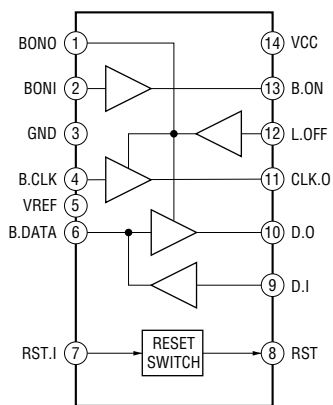 BONO 1
14 VCC
BONI 2
13 B.ON
GND 3
12 L.OFF
B.CLK 4
11 CLK.O
VREF 5
B.DATA 6
10 D.O
9 D.I
RST.I 7
RESET
SWITCH
8 RST